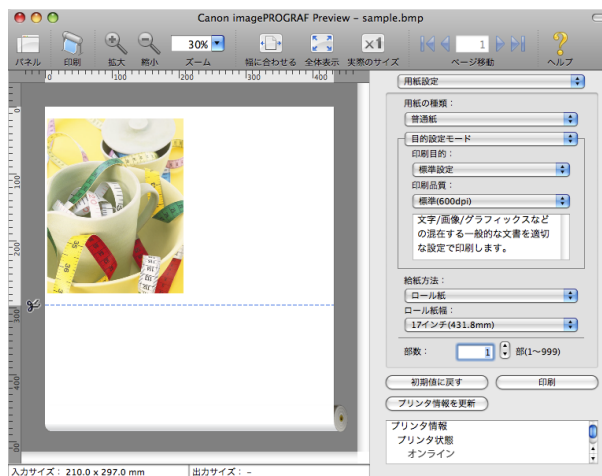 Canon imagePROGRAF Preview – sample.bmp
パネル 印刷 拡大 縮小 30% ズーム 幅に合わせる 全体表示 ×1 実際のサイズ 1 ページ移動 ヘルプ
0 100 200 300 400
0
100
200
300
400
用紙設定
用紙の種類：
普通紙
目的設定モード
印刷目的：
標準設定
印刷品質：
標準(600dpi)
文字/画像/グラフィックスなど
の混在する一般的な文書を適切
な設定で印刷します。
給紙方法：
ロール紙
ロール紙幅：
17インチ(431.8mm)
部数： 1 部(1〜999)
初期値に戻す 印刷
プリンタ情報を更新
プリンタ情報
プリンタ状態
オンライン
入力サイズ： 210.0 x 297.0 mm 出力サイズ： –